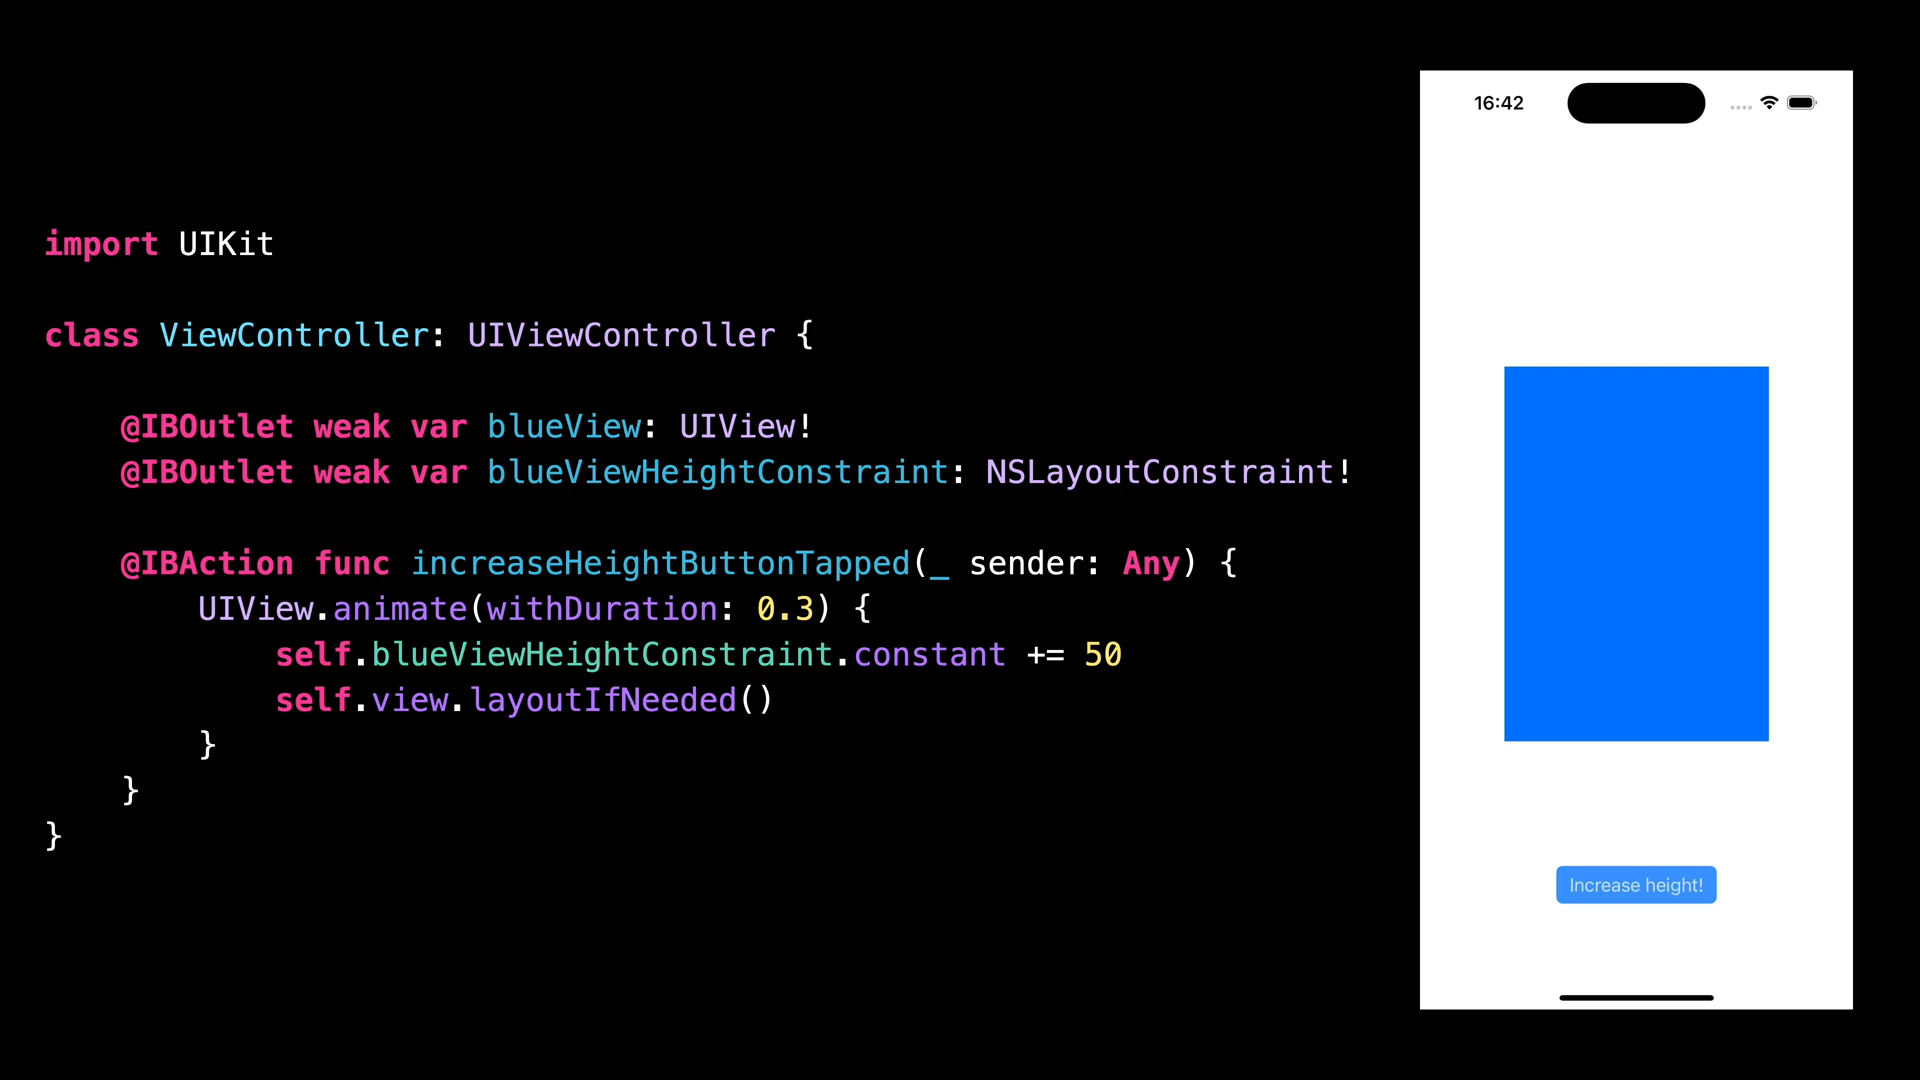 import UIKit
class ViewController: UIViewController {
@IBOutlet weak var blueView: UIView!
@IBOutlet weak var blueViewHeightConstraint: NSLayoutConstraint!
@IBAction func increaseHeightButtonTapped(_ sender: Any) {
UIView.animate(withDuration: 0.3) {
self.blueViewHeightConstraint.constant += 50
self.view.layoutIfNeeded()
}
}
}
16:42
Increase height!